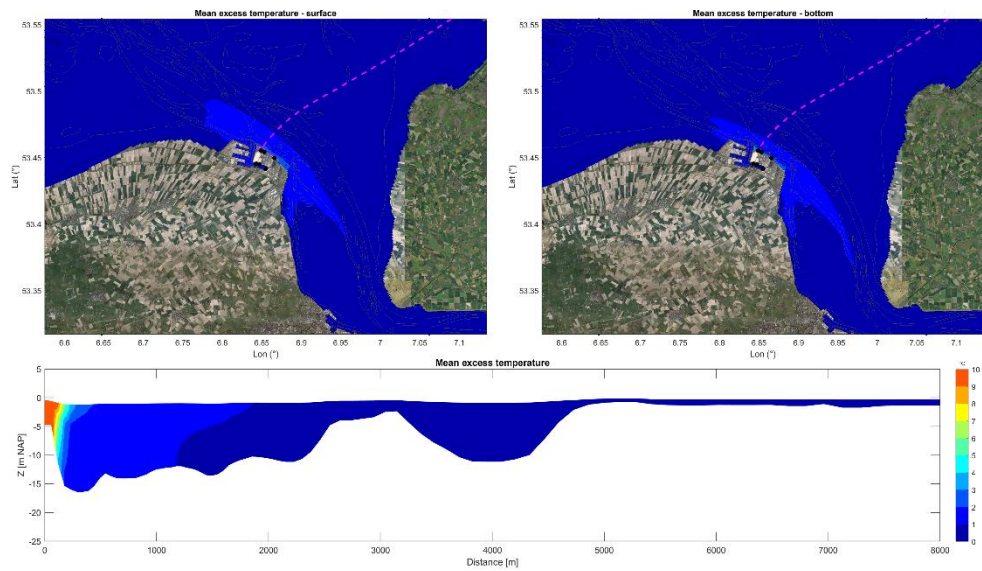 Mean excess temperature - surface
53.55
53.5
53.45
53.4
53.35
Lat (°)
6.6 6.65 6.7 6.75 6.8 6.85 6.9 6.95 7 7.05 7.1
Lon (°)
Mean excess temperature - bottom
53.55
53.5
53.45
53.4
53.35
Lat (°)
6.6 6.65 6.7 6.75 6.8 6.85 6.9 6.95 7 7.05 7.1
Lon (°)
Mean excess temperature
5
0
-5
-10
-15
-20
-25
Z [m NAP]
0 1000 2000 3000 4000 5000 6000 7000 8000
Distance [m]
10
9
8
7
6
5
4
3
2
1
0